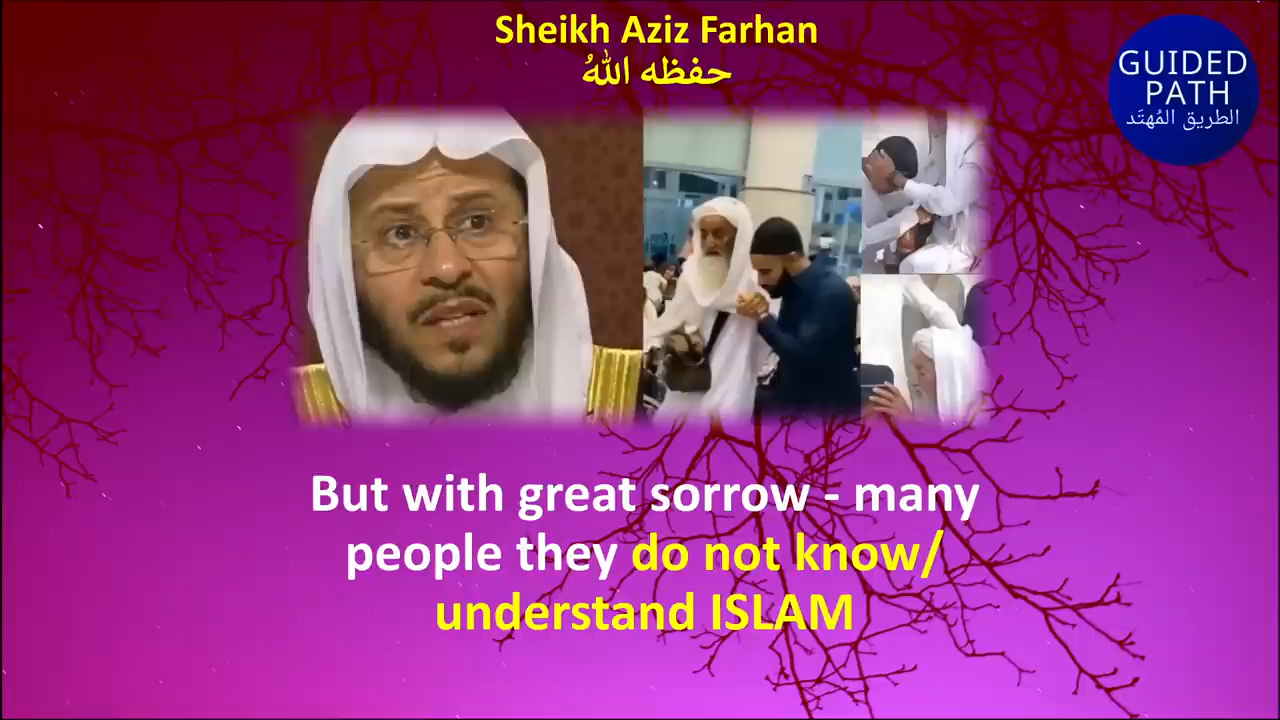 Sheikh Aziz Farhan
حفظه اللهُ
GUIDED
PATH
الطريق المُهتَد
But with great sorrow - many
people they do not know/
understand ISLAM